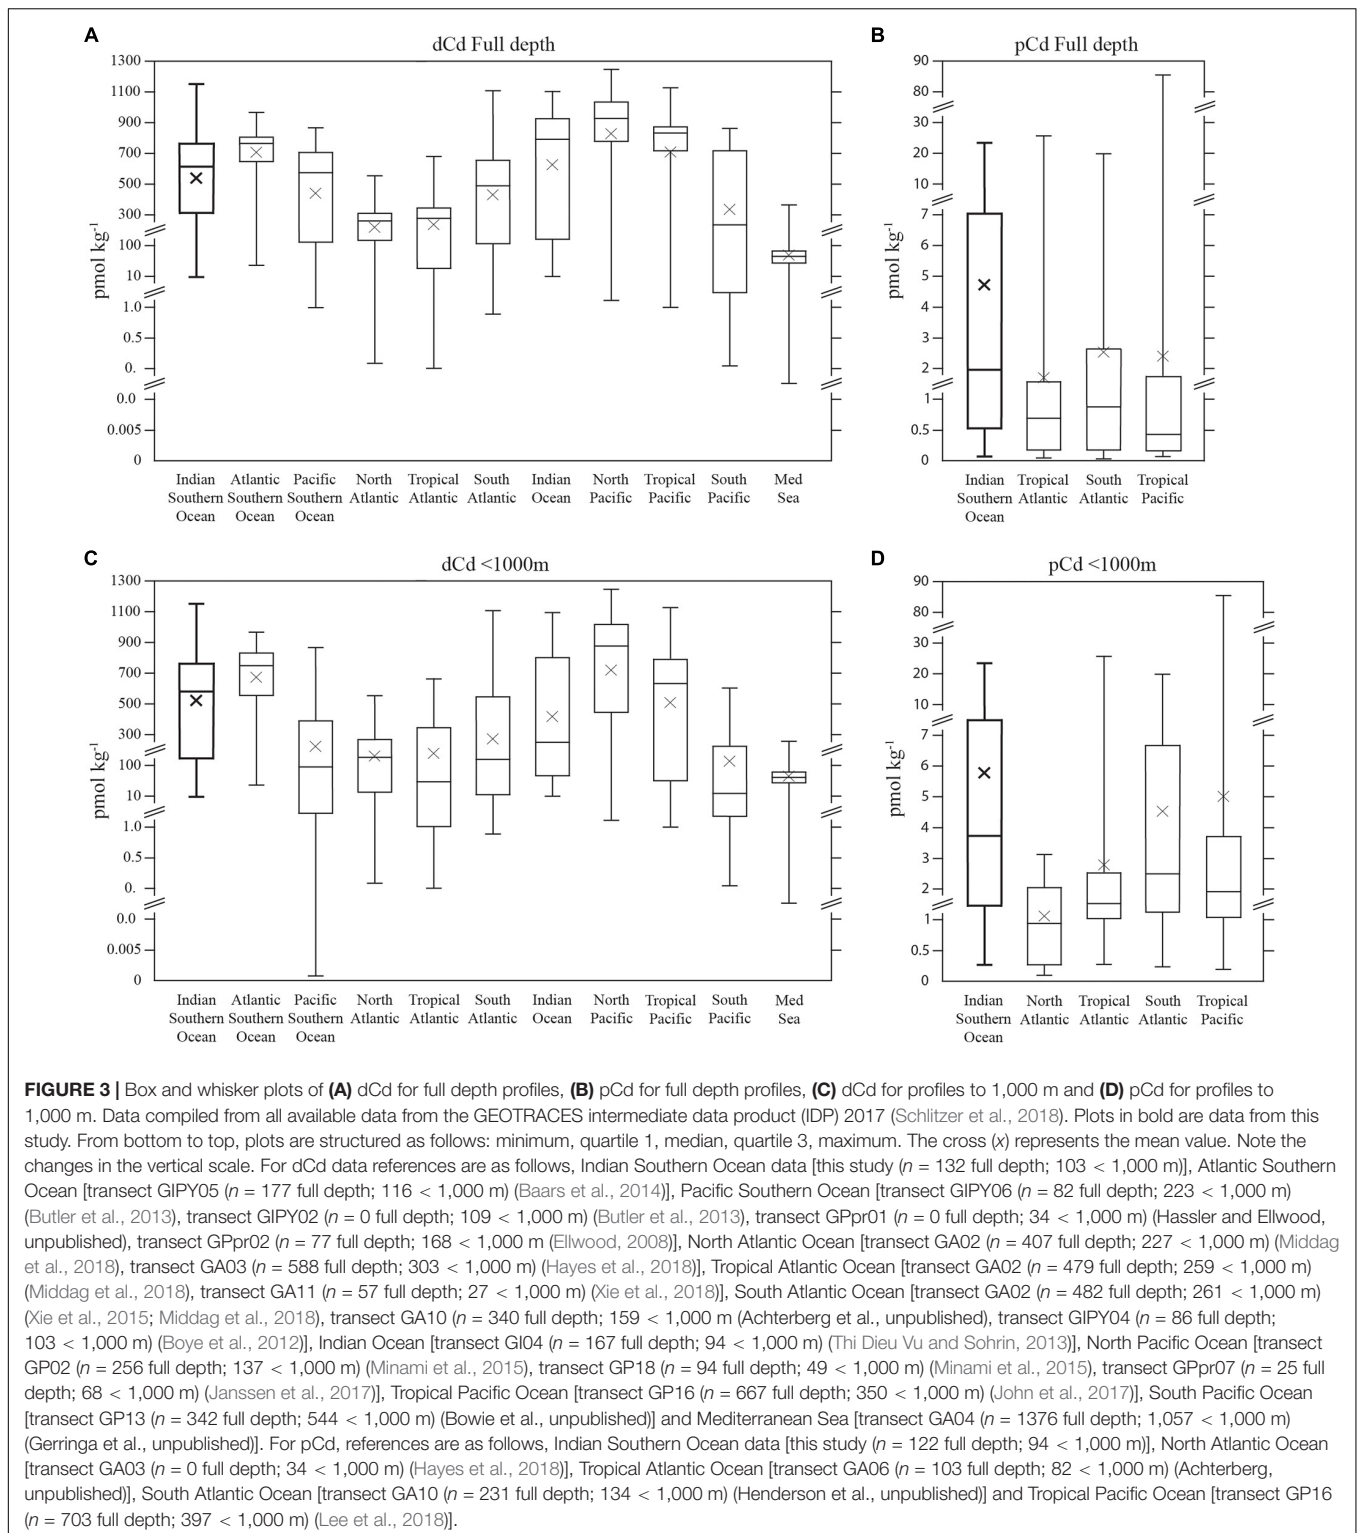 A
dCd Full depth
1300
1100
900
700
500
300
100
10
1.0
0.5
0.
0.0
0.005
0
pmol kg-1
Indian Southern Ocean
Atlantic Southern Ocean
Pacific Southern Ocean
North Atlantic
Tropical Atlantic
South Atlantic
Indian Ocean
North Pacific
Tropical Pacific
South Pacific
Med Sea
B
pCd Full depth
90
80
30
20
10
7
6
5
4
3
2
1
0.5
0
pmol kg-1
Indian Southern Ocean
Tropical Atlantic
South Atlantic
Tropical Pacific
C
dCd <1000m
1300
1100
900
700
500
300
100
10
1.0
0.5
0.
0.0
0.005
0
pmol kg-1
Indian Southern Ocean
Atlantic Southern Ocean
Pacific Southern Ocean
North Atlantic
Tropical Atlantic
South Atlantic
Indian Ocean
North Pacific
Tropical Pacific
South Pacific
Med Sea
D
pCd <1000m
90
80
30
20
10
7
6
5
4
3
2
1
0.5
0
pmol kg-1
Indian Southern Ocean
North Atlantic
Tropical Atlantic
South Atlantic
Tropical Pacific
FIGURE 3 | Box and whisker plots of (A) dCd for full depth profiles, (B) pCd for full depth profiles, (C) dCd for profiles to 1,000 m and (D) pCd for profiles to
1,000 m. Data compiled from all available data from the GEOTRACES intermediate data product (IDP) 2017 (Schlitzer et al., 2018). Plots in bold are data from this
study. From bottom to top, plots are structured as follows: minimum, quartile 1, median, quartile 3, maximum. The cross (x) represents the mean value. Note the
changes in the vertical scale. For dCd data references are as follows, Indian Southern Ocean data [this study (n = 132 full depth; 103 < 1,000 m)], Atlantic Southern
Ocean [transect GIPY05 (n = 177 full depth; 116 < 1,000 m) (Baars et al., 2014)], Pacific Southern Ocean [transect GIPY06 (n = 82 full depth; 223 < 1,000 m)
(Butler et al., 2013), transect GIPY02 (n = 0 full depth; 109 < 1,000 m) (Butler et al., 2013), transect GPpr01 (n = 0 full depth; 34 < 1,000 m) (Hassler and Ellwood,
unpublished), transect GPpr02 (n = 77 full depth; 168 < 1,000 m (Ellwood, 2008)], North Atlantic Ocean [transect GA02 (n = 407 full depth; 227 < 1,000 m) (Middag
et al., 2018), transect GA03 (n = 588 full depth; 303 < 1,000 m) (Hayes et al., 2018)], Tropical Atlantic Ocean [transect GA02 (n = 479 full depth; 259 < 1,000 m)
(Middag et al., 2018), transect GA11 (n = 57 full depth; 27 < 1,000 m) (Xie et al., 2018)], South Atlantic Ocean [transect GA02 (n = 482 full depth; 261 < 1,000 m)
(Xie et al., 2015; Middag et al., 2018), transect GA10 (n = 340 full depth; 159 < 1,000 m) (Achterberg et al., unpublished), transect GIPY04 (n = 86 full depth;
103 < 1,000 m) (Boye et al., 2012)], Indian Ocean [transect GI04 (n = 167 full depth; 94 < 1,000 m) (Thi Dieu Vu and Sohrin, 2013)], North Pacific Ocean [transect
GP02 (n = 256 full depth; 137 < 1,000 m) (Minami et al., 2015), transect GP18 (n = 94 full depth; 49 < 1,000 m) (Minami et al., 2015), transect GPpr07 (n = 25 full
depth; 68 < 1,000 m) (Janssen et al., 2017)], Tropical Pacific Ocean [transect GP16 (n = 667 full depth; 350 < 1,000 m) (John et al., 2017)], South Pacific Ocean
[transect GP13 (n = 342 full depth; 544 < 1,000 m) (Bowie et al., unpublished)] and Mediterranean Sea [transect GA04 (n = 1376 full depth; 1,057 < 1,000 m)
(Gerringa et al., unpublished)]. For pCd, references are as follows, Indian Southern Ocean data [this study (n = 122 full depth; 94 < 1,000 m)], North Atlantic Ocean
[transect GA03 (n = 0 full depth; 34 < 1,000 m) (Hayes et al., 2018)], Tropical Atlantic Ocean [transect GA06 (n = 103 full depth; 82 < 1,000 m) (Achterberg,
unpublished)], South Atlantic Ocean [transect GA10 (n = 231 full depth; 134 < 1,000 m) (Henderson et al., unpublished)] and Tropical Pacific Ocean [transect GP16
(n = 703 full depth; 397 < 1,000 m) (Lee et al., 2018)].